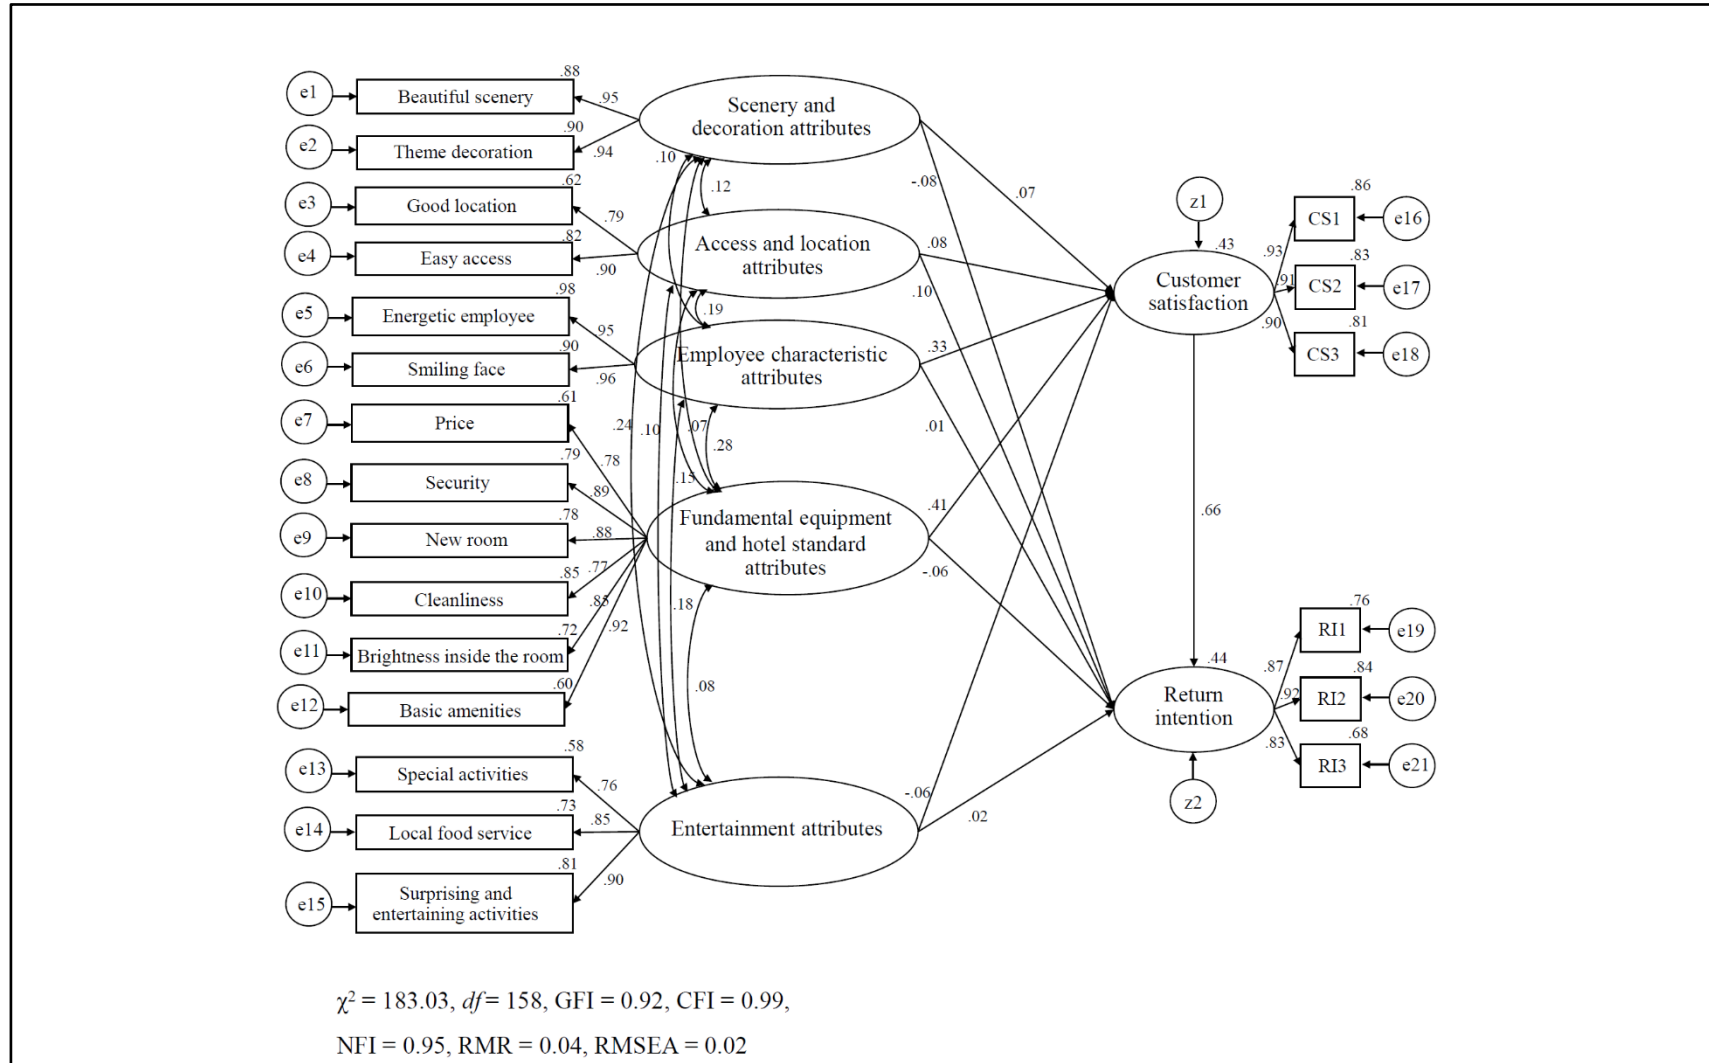 e1
Beautiful scenery
.88
.95
e2
Theme decoration
.90
.94
e3
Good location
.62
.79
e4
Easy access
.82
.90
e5
Energetic employee
.98
.95
e6
Smiling face
.90
.96
e7
Price
.61
.78
e8
Security
.79
.89
e9
New room
.78
.88
e10
Cleanliness
.85
.77
e11
Brightness inside the room
.72
.85
e12
Basic amenities
.60
.92
e13
Special activities
.58
.76
e14
Local food service
.73
.85
e15
Surprising and
entertaining activities
.81
.90
Scenery and
decoration attributes
Access and location
attributes
Employee characteristic
attributes
Fundamental equipment
and hotel standard
attributes
Entertainment attributes
.10
.12
.19
.24
.10
.07
.28
.15
.18
.08
-.08
.07
.08
.10
.33
.01
.41
-.06
-.06
.02
.66
z1
.43
Customer
satisfaction
.93
.91
.90
.86
CS1
e16
.83
CS2
e17
.81
CS3
e18
.44
Return
intention
z2
.87
.92
.83
.76
RI1
e19
.84
RI2
e20
.68
RI3
e21
χ² = 183.03, df = 158, GFI = 0.92, CFI = 0.99,
NFI = 0.95, RMR = 0.04, RMSEA = 0.02